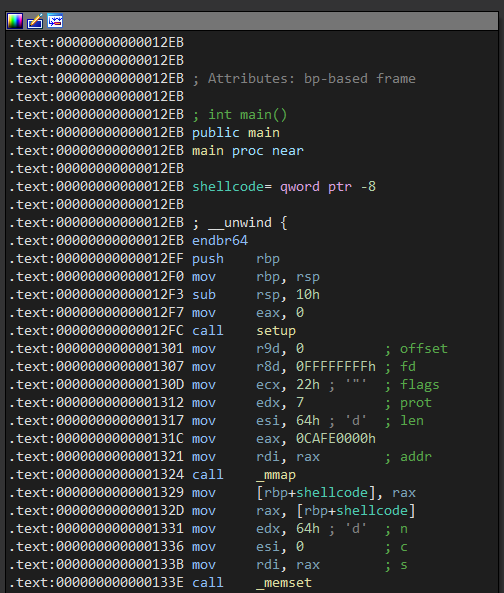 .text:00000000000012EB
.text:00000000000012EB
.text:00000000000012EB ; Attributes: bp-based frame
.text:00000000000012EB
.text:00000000000012EB ; int main()
.text:00000000000012EB public main
.text:00000000000012EB main proc near
.text:00000000000012EB
.text:00000000000012EB shellcode= qword ptr -8
.text:00000000000012EB
.text:00000000000012EB ; __unwind {
.text:00000000000012EB endbr64
.text:00000000000012EF push    rbp
.text:00000000000012F0 mov     rbp, rsp
.text:00000000000012F3 sub     rsp, 10h
.text:00000000000012F7 mov     eax, 0
.text:00000000000012FC call    setup
.text:0000000000001301 mov     r9d, 0          ; offset
.text:0000000000001307 mov     r8d, 0FFFFFFFFh ; fd
.text:000000000000130D mov     ecx, 22h ; '"'  ; flags
.text:0000000000001312 mov     edx, 7          ; prot
.text:0000000000001317 mov     esi, 64h ; 'd'  ; len
.text:000000000000131C mov     eax, 0CAFE0000h
.text:0000000000001321 mov     rdi, rax        ; addr
.text:0000000000001324 call    _mmap
.text:0000000000001329 mov     [rbp+shellcode], rax
.text:000000000000132D mov     rax, [rbp+shellcode]
.text:0000000000001331 mov     edx, 64h ; 'd'  ; n
.text:0000000000001336 mov     esi, 0          ; c
.text:000000000000133B mov     rdi, rax        ; s
.text:000000000000133E call    _memset